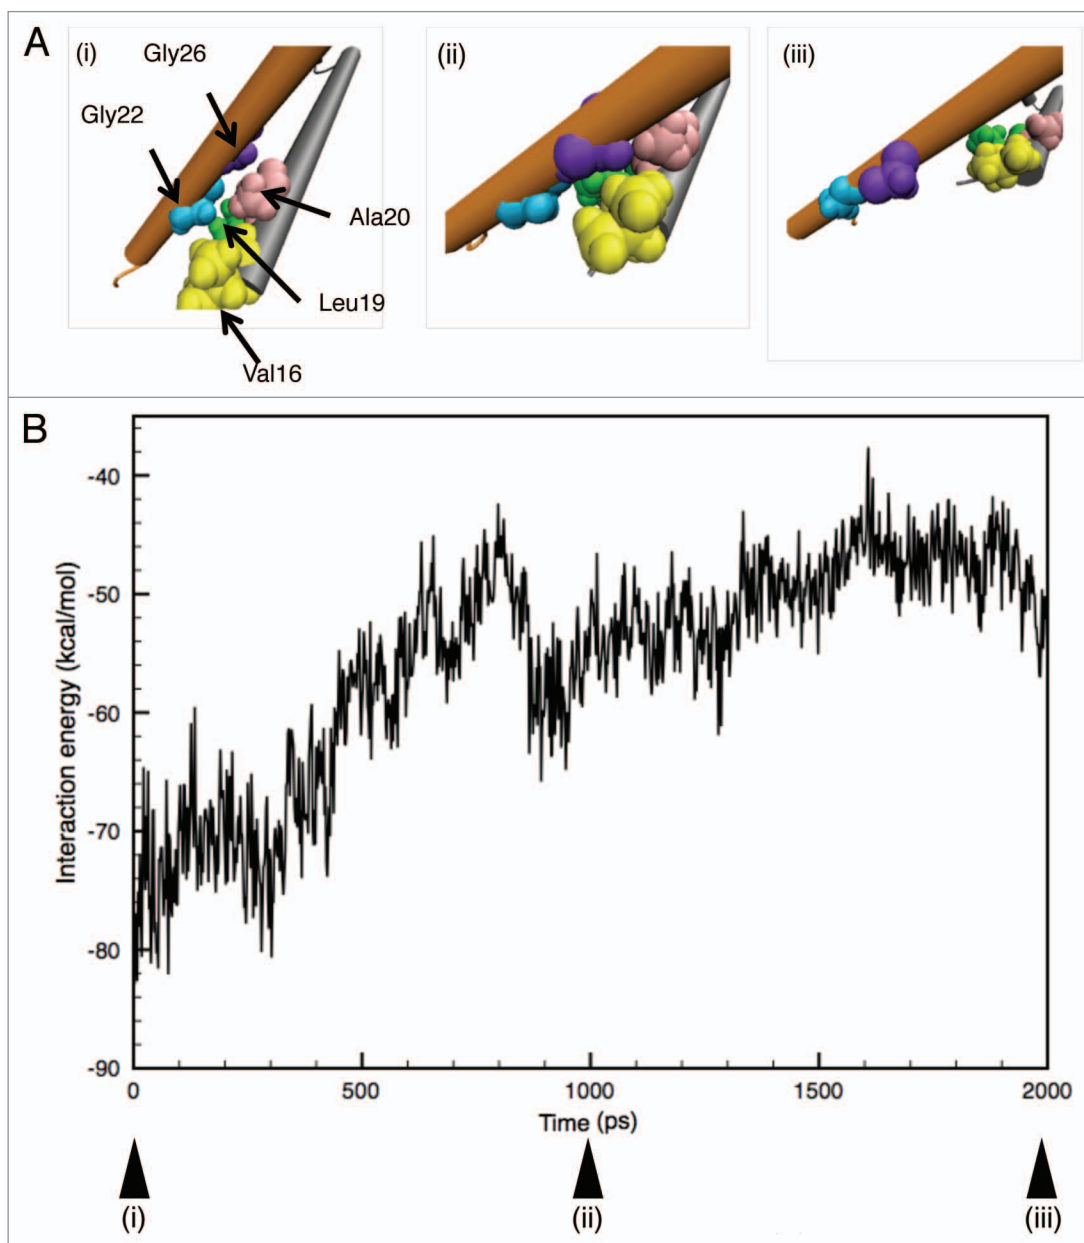 A
(i)
Gly26
(ii)
(iii)
Gly22
Ala20
Leu19
Val16
B
Interaction energy (kcal/mol)
-40
-50
-60
-70
-80
-90
0
500
1000
1500
2000
Time (ps)
(i)
(ii)
(iii)